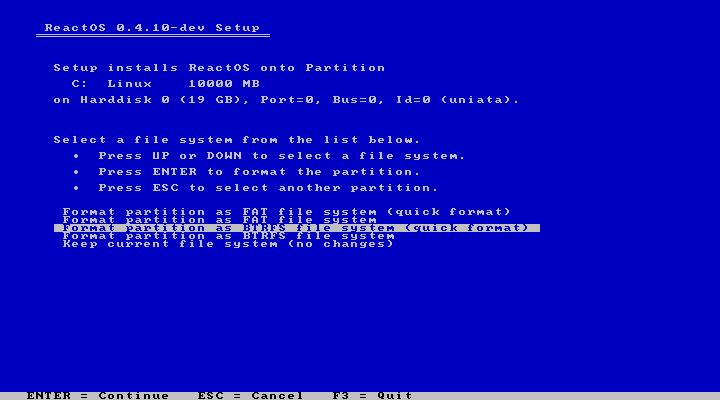 ReactOS 0.4.10-dev Setup
Setup installs ReactOS onto Partition
C: Linux 10000 MB
on Harddisk 0 (19 GB), Port=0, Bus=0, Id=0 (uniata).
Select a file system from the list below.
• Press UP or DOWN to select a file system.
• Press ENTER to format the partition.
• Press ESC to select another partition.
Format partition as FAT file system (quick format)
Format partition as FAT file system
Format partition as BTRFS file system (quick format)
Format partition as BTRFS file system
Keep current file system (no changes)
ENTER = Continue ESC = Cancel F3 = Quit